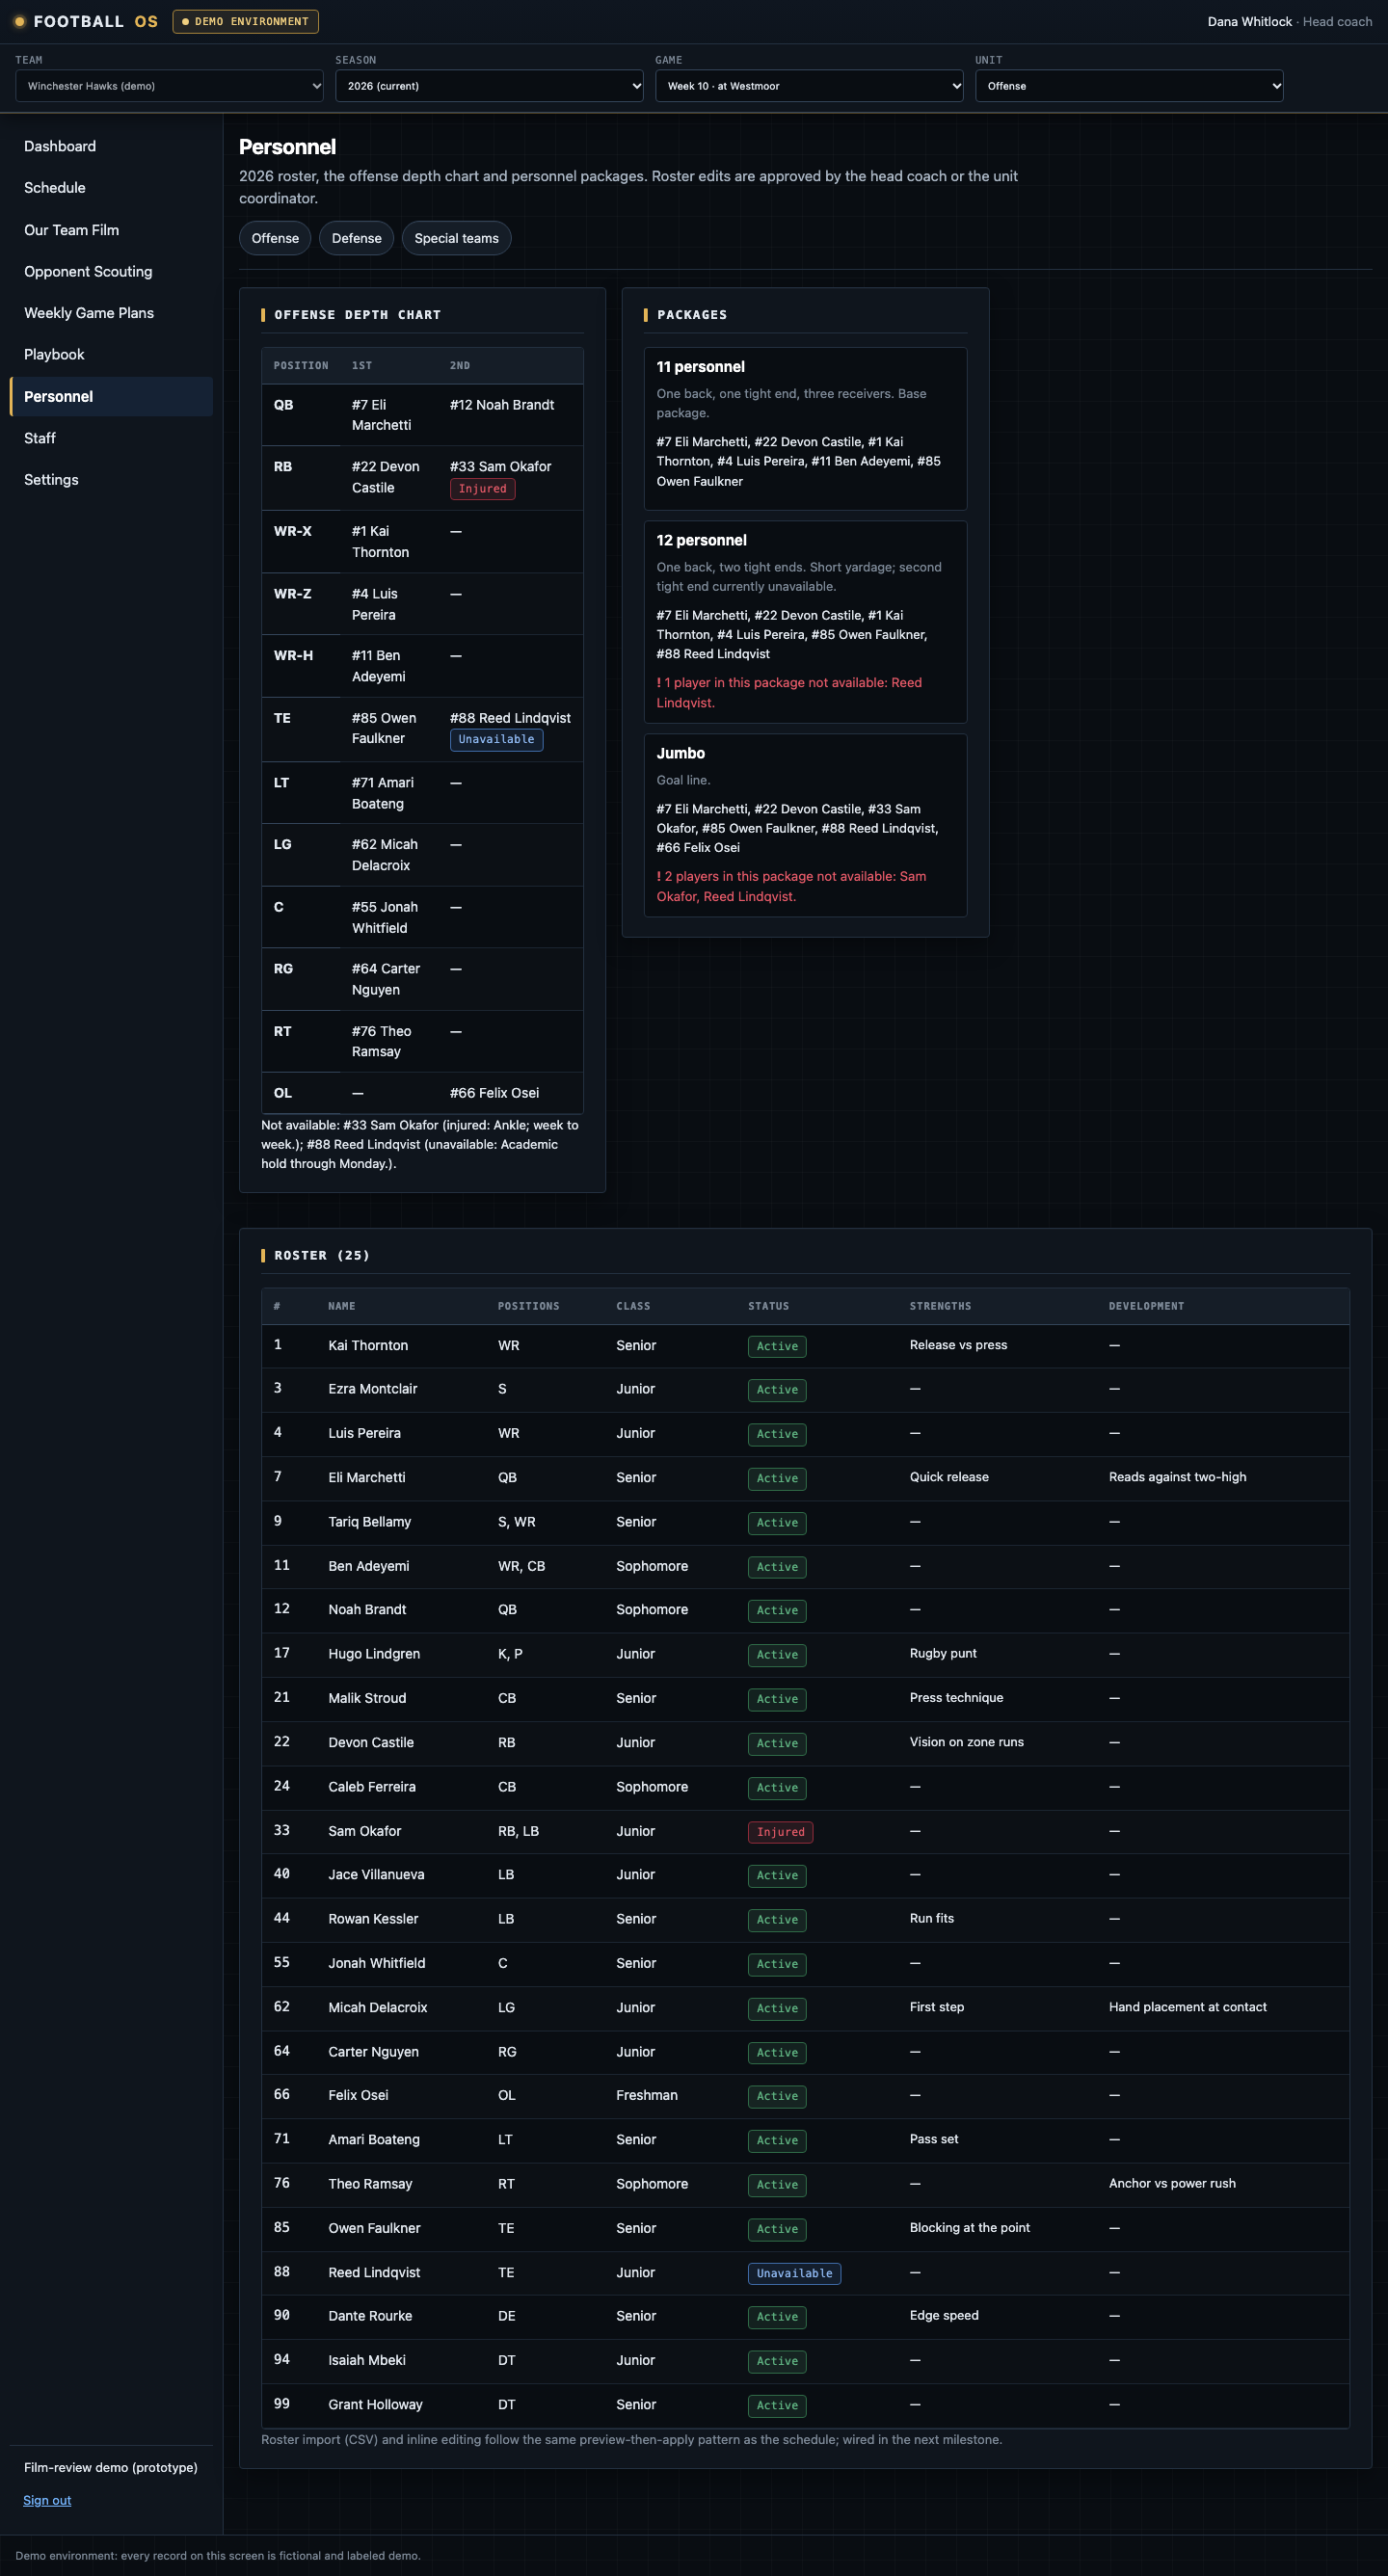 FOOTBALL OS
DEMO ENVIRONMENT
Dana Whitlock · Head coach
TEAM
Winchester Hawks (demo)
SEASON
2026 (current)
GAME
Week 10 · at Westmoor
UNIT
Offense
Dashboard
Schedule
Our Team Film
Opponent Scouting
Weekly Game Plans
Playbook
Personnel
Staff
Settings
Personnel
2026 roster, the offense depth chart and personnel packages. Roster edits are approved by the head coach or the unit
coordinator.
Offense
Defense
Special teams
OFFENSE DEPTH CHART
POSITION 1ST 2ND
QB #7 Eli Marchetti #12 Noah Brandt
RB #22 Devon Castile #33 Sam Okafor Injured
WR-X #1 Kai Thornton —
WR-Z #4 Luis Pereira —
WR-H #11 Ben Adeyemi —
TE #85 Owen Faulkner #88 Reed Lindqvist Unavailable
LT #71 Amari Boateng —
LG #62 Micah Delacroix —
C #55 Jonah Whitfield —
RG #64 Carter Nguyen —
RT #76 Theo Ramsay —
OL — #66 Felix Osei
Not available: #33 Sam Okafor (injured: Ankle; week to
week.); #88 Reed Lindqvist (unavailable: Academic
hold through Monday.).
PACKAGES
11 personnel
One back, one tight end, three receivers. Base
package.
#7 Eli Marchetti, #22 Devon Castile, #1 Kai
Thornton, #4 Luis Pereira, #11 Ben Adeyemi, #85
Owen Faulkner
12 personnel
One back, two tight ends. Short yardage; second
tight end currently unavailable.
#7 Eli Marchetti, #22 Devon Castile, #1 Kai
Thornton, #4 Luis Pereira, #85 Owen Faulkner,
#88 Reed Lindqvist
! 1 player in this package not available: Reed
Lindqvist.
Jumbo
Goal line.
#7 Eli Marchetti, #22 Devon Castile, #33 Sam
Okafor, #85 Owen Faulkner, #88 Reed Lindqvist,
#66 Felix Osei
! 2 players in this package not available: Sam
Okafor, Reed Lindqvist.
ROSTER (25)
# NAME POSITIONS CLASS STATUS STRENGTHS DEVELOPMENT
1 Kai Thornton WR Senior Active Release vs press —
3 Ezra Montclair S Junior Active — —
4 Luis Pereira WR Junior Active — —
7 Eli Marchetti QB Senior Active Quick release Reads against two-high
9 Tariq Bellamy S, WR Senior Active — —
11 Ben Adeyemi WR, CB Sophomore Active — —
12 Noah Brandt QB Sophomore Active — —
17 Hugo Lindgren K, P Junior Active Rugby punt —
21 Malik Stroud CB Senior Active Press technique —
22 Devon Castile RB Junior Active Vision on zone runs —
24 Caleb Ferreira CB Sophomore Active — —
33 Sam Okafor RB, LB Junior Injured — —
40 Jace Villanueva LB Junior Active — —
44 Rowan Kessler LB Senior Active Run fits —
55 Jonah Whitfield C Senior Active — —
62 Micah Delacroix LG Junior Active First step Hand placement at contact
64 Carter Nguyen RG Junior Active — —
66 Felix Osei OL Freshman Active — —
71 Amari Boateng LT Senior Active Pass set —
76 Theo Ramsay RT Sophomore Active — Anchor vs power rush
85 Owen Faulkner TE Senior Active Blocking at the point —
88 Reed Lindqvist TE Junior Unavailable — —
90 Dante Rourke DE Senior Active Edge speed —
94 Isaiah Mbeki DT Junior Active — —
99 Grant Holloway DT Senior Active — —
Roster import (CSV) and inline editing follow the same preview-then-apply pattern as the schedule; wired in the next milestone.
Film-review demo (prototype)
Sign out
Demo environment: every record on this screen is fictional and labeled demo.